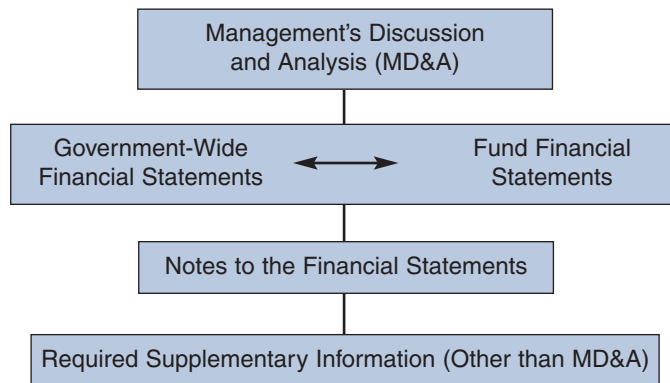 Management’s Discussion
and Analysis (MD&A)
Government-Wide
Financial Statements
Fund Financial
Statements
Notes to the Financial Statements
Required Supplementary Information (Other than MD&A)